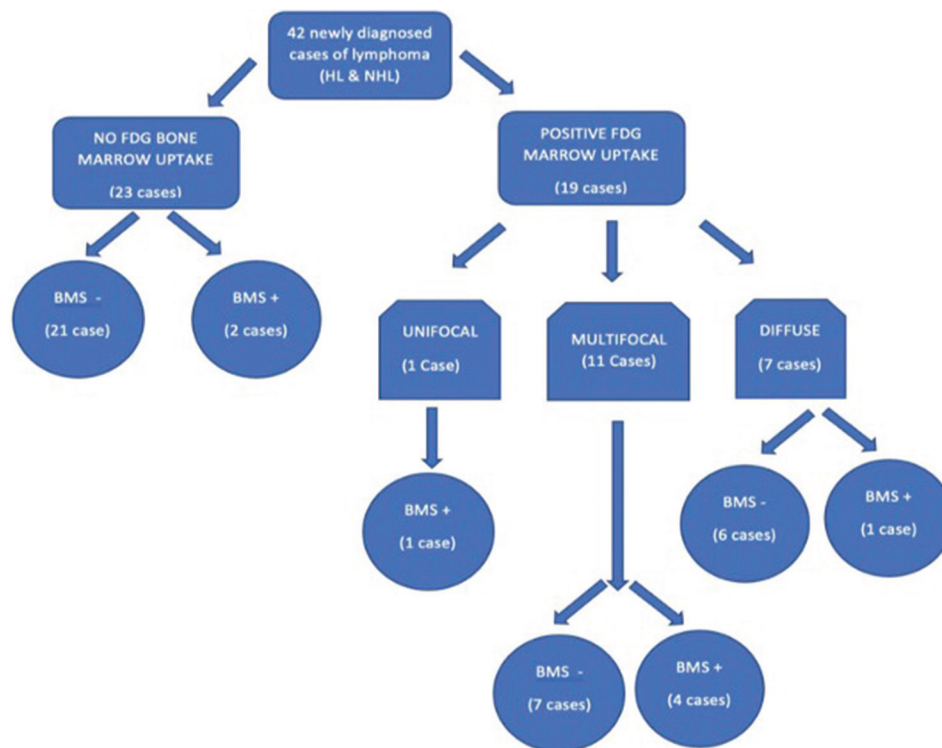 42 newly diagnosed
cases of lymphoma
(HL & NHL)
NO FDG BONE
MARROW UPTAKE
(23 cases)
POSITIVE FDG
MARROW UPTAKE
(19 cases)
BMS -
(21 case)
BMS +
(2 cases)
UNIFOCAL
(1 Case)
MULTIFOCAL
(11 Cases)
DIFFUSE
(7 cases)
BMS +
(1 case)
BMS -
(6 cases)
BMS +
(1 case)
BMS -
(7 cases)
BMS +
(4 cases)